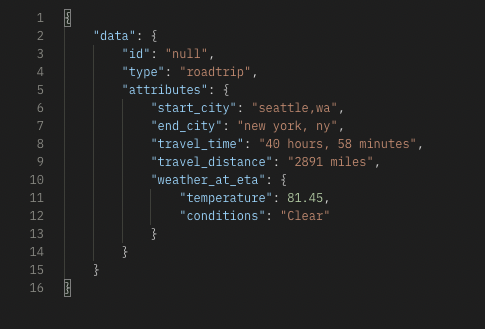 1 {
2 "data": {
3 "id": "null",
4 "type": "roadtrip",
5 "attributes": {
6 "start_city": "seattle,wa",
7 "end_city": "new york, ny",
8 "travel_time": "40 hours, 58 minutes",
9 "travel_distance": "2891 miles",
10 "weather_at_eta": {
11 "temperature": 81.45,
12 "conditions": "Clear"
13 }
14 }
15 }
16 }